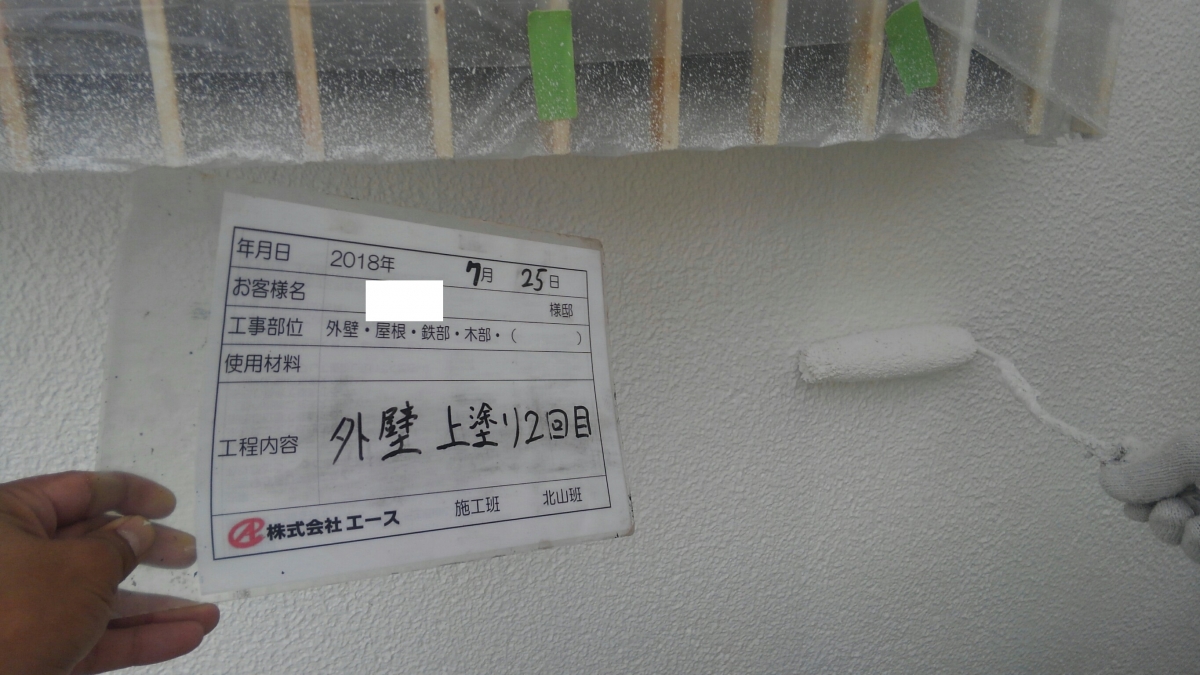 年月日 2018年 7月 25日
お客様名 様邸
工事部位 外壁・屋根・鉄部・木部・( )
使用材料
工程内容 外壁 上塗り2回目
株式会社エース 施工班 北山班